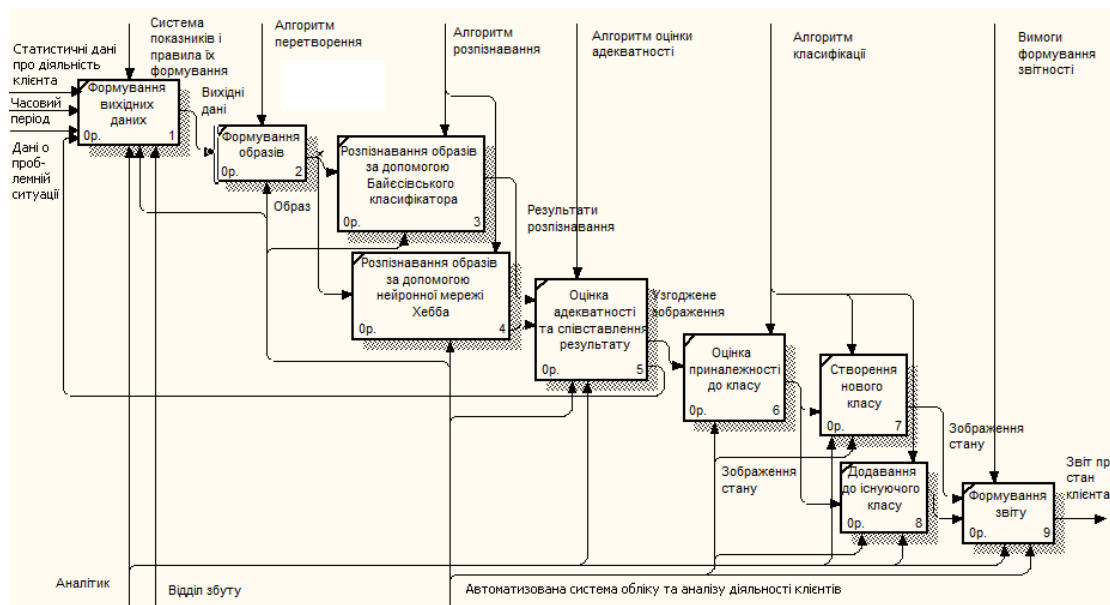 Система
показників і
правила їх
формування
Алгоритм
перетворення
Алгоритм
розпізнавання
Алгоритм оцінки
адекватності
Алгоритм
класифікації
Вимоги
формування
звітності
Статистичні дані
про діяльність
клієнта
Часовий
період
Дані о
проб-
лемній
ситуації
Формування
вихідних
даних
0р. 1
Вихідні
дані
Формування
образів
0р. 2
Образ
Розпізнавання образів
за допомогою
Байєсівського
класифікатора
0р. 3
Результати
розпізнавання
Розпізнавання образів
за допомогою
нейронної мережі
Хебба
0р. 4
Оцінка
адекватності
та співставлення
результату
0р. 5
Узгоджене
зображення
Оцінка
приналежності
до класу
0р. 6
Створення
нового
класу
0р. 7
Зображення
стану
Зображення
стану
Додавання
до існуючого
класу
0р. 8
Формування
звіту
0р. 9
Звіт пр
стан
клієнта
Аналітик
Відділ збуту
Автоматизована система обліку та аналізу діяльності клієнтів